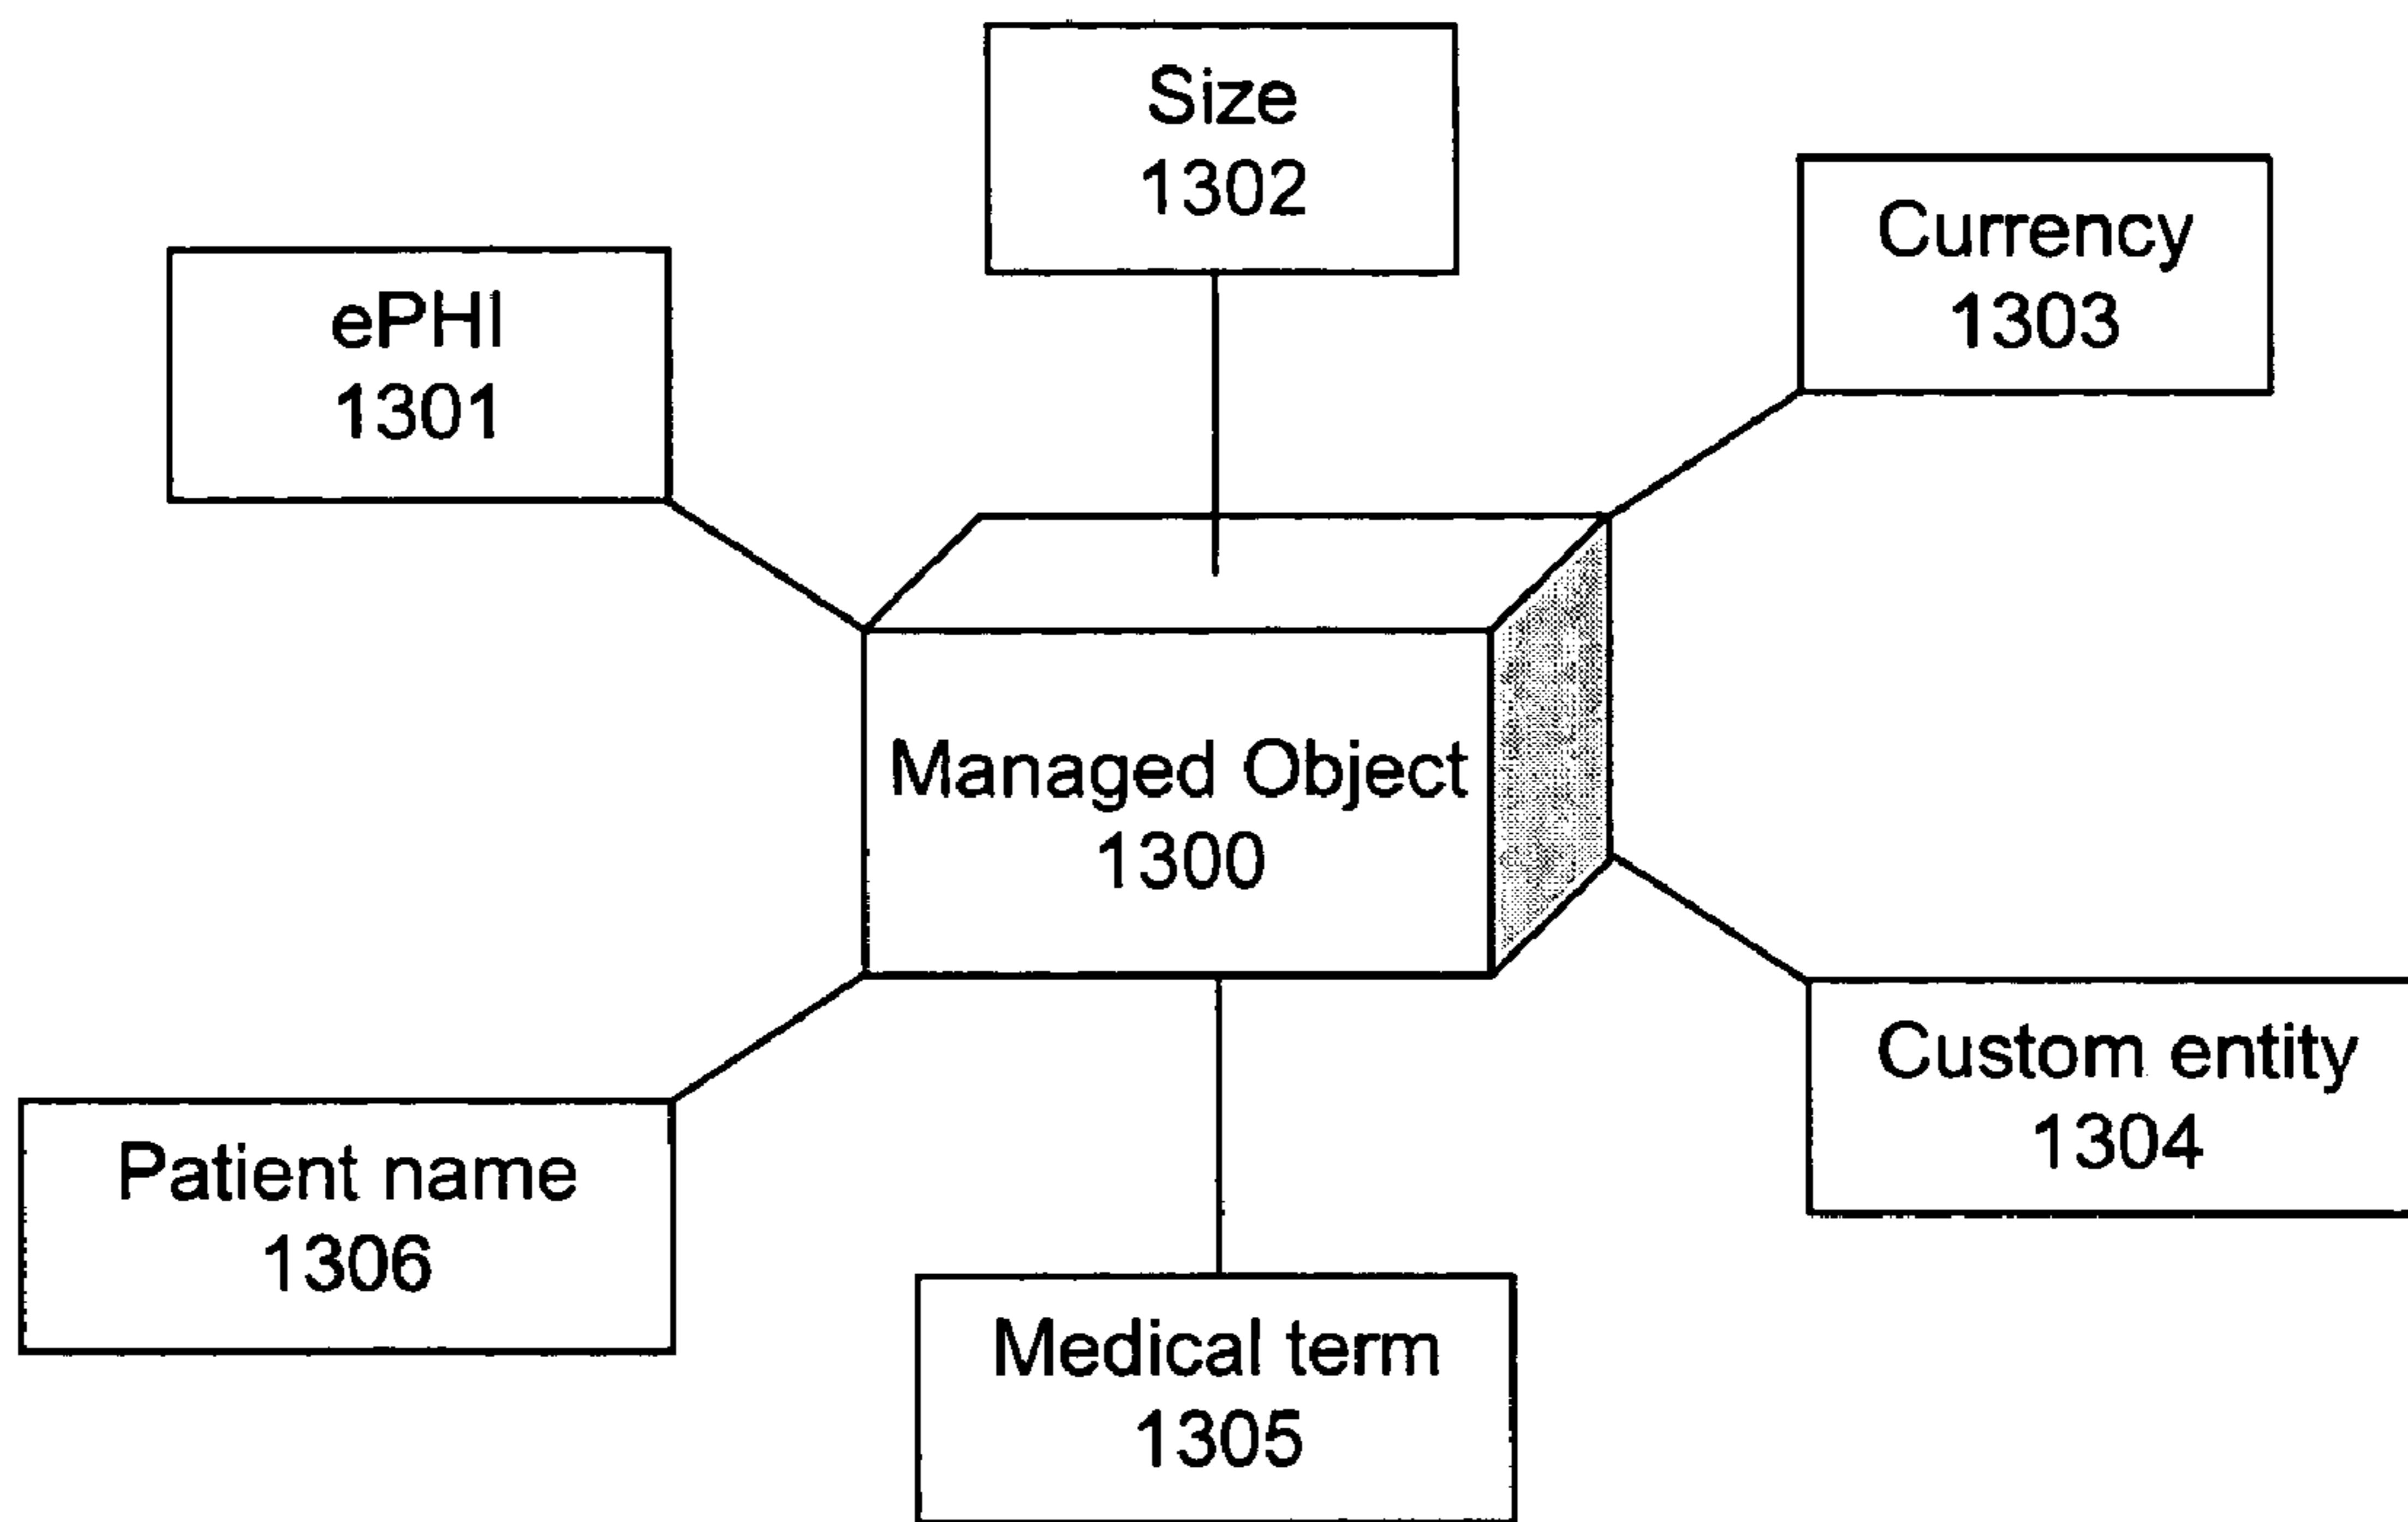 Size
1302
Currency
1303
ePHI
1301
Managed Object
1300
Custom entity
1304
Patient name
1306
Medical term
1305